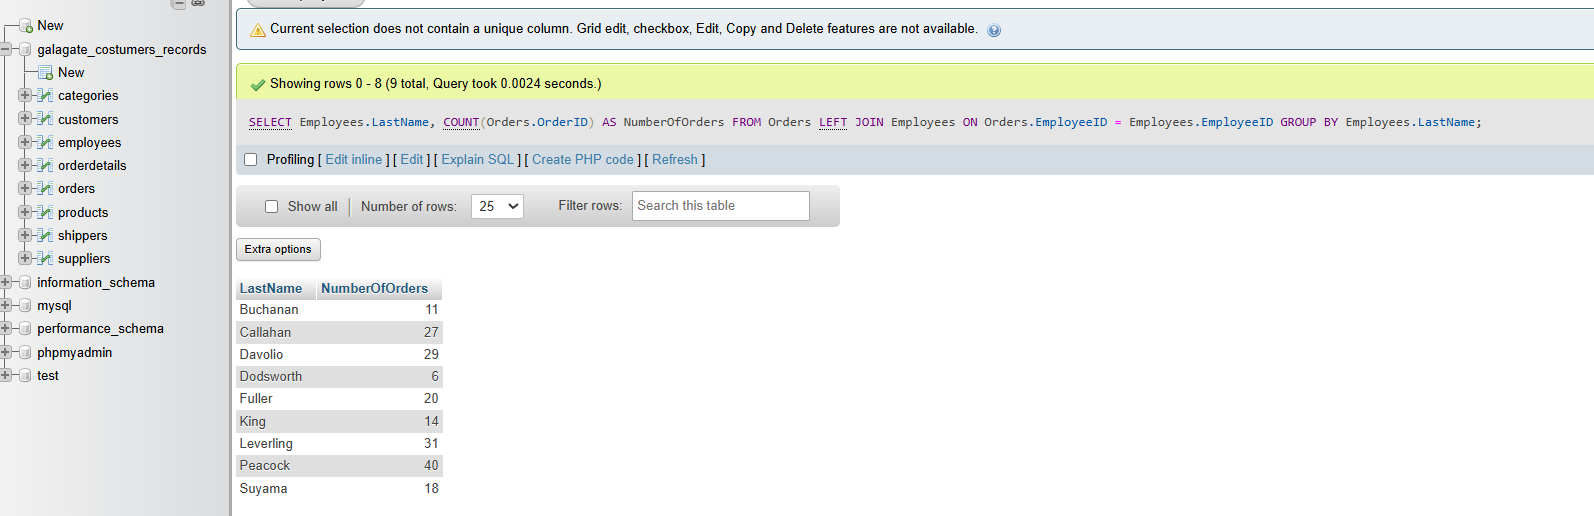 New
galagate_costumers_records
New
categories
customers
employees
orderdetails
orders
products
shippers
suppliers
information_schema
mysql
performance_schema
phpmyadmin
test
Current selection does not contain a unique column. Grid edit, checkbox, Edit, Copy and Delete features are not available.
Showing rows 0 - 8 (9 total, Query took 0.0024 seconds.)
SELECT Employees.LastName, COUNT(Orders.OrderID) AS NumberOfOrders FROM Orders LEFT JOIN Employees ON Orders.EmployeeID = Employees.EmployeeID GROUP BY Employees.LastName;
Profiling [ Edit inline ] [ Edit ] [ Explain SQL ] [ Create PHP code ] [ Refresh ]
Show all | Number of rows: 25 Filter rows: Search this table
Extra options
LastName NumberOfOrders
Buchanan 11
Callahan 27
Davolio 29
Dodsworth 6
Fuller 20
King 14
Leverling 31
Peacock 40
Suyama 18